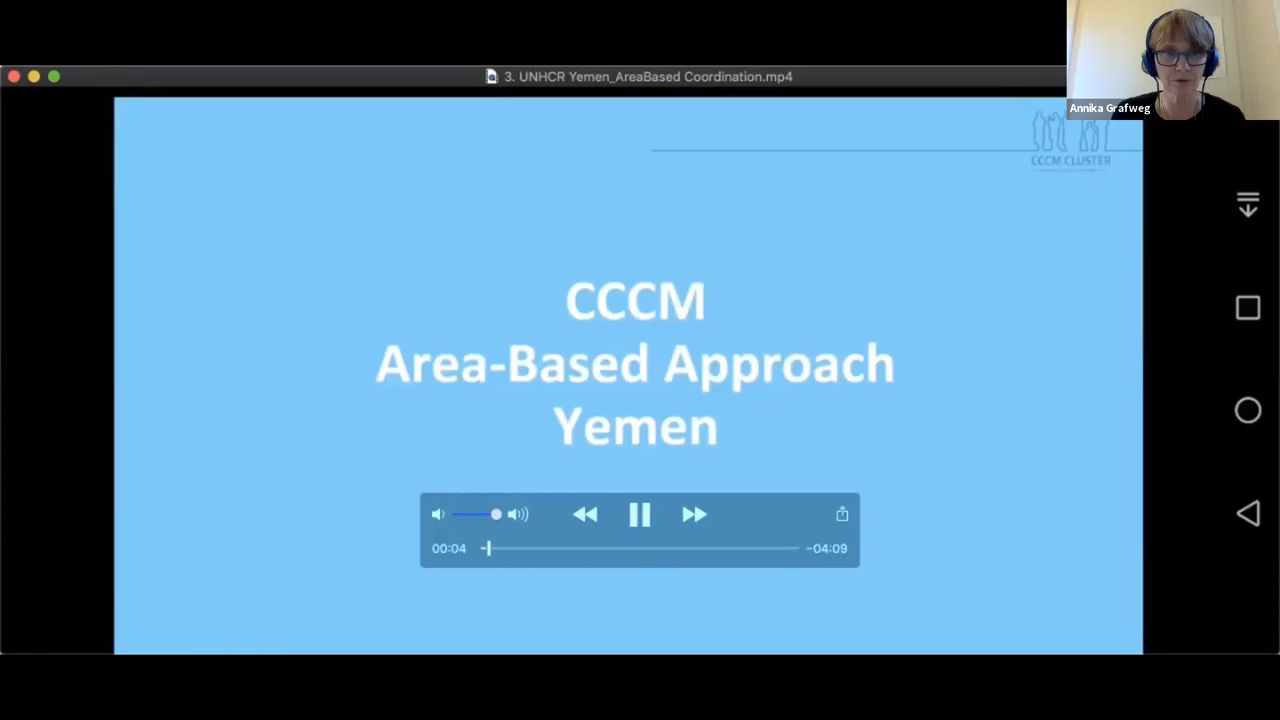 3. UNHCR Yemen_AreaBased Coordination.mp4
Annika Grafweg
CCCM CLUSTER
CCCM
Area-Based Approach
Yemen
00:04
-04:09